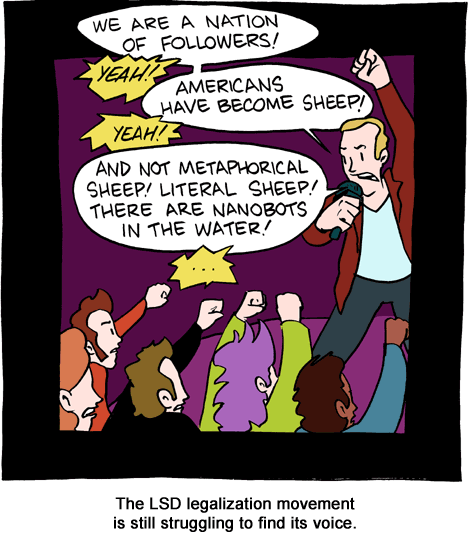 WE ARE A NATION
OF FOLLOWERS!
YEAH!!
AMERICANS
HAVE BECOME SHEEP!
YEAH!
AND NOT METAPHORICAL
SHEEP! LITERAL SHEEP!
THERE ARE NANOBOTS
IN THE WATER!
...
The LSD legalization movement
is still struggling to find its voice.